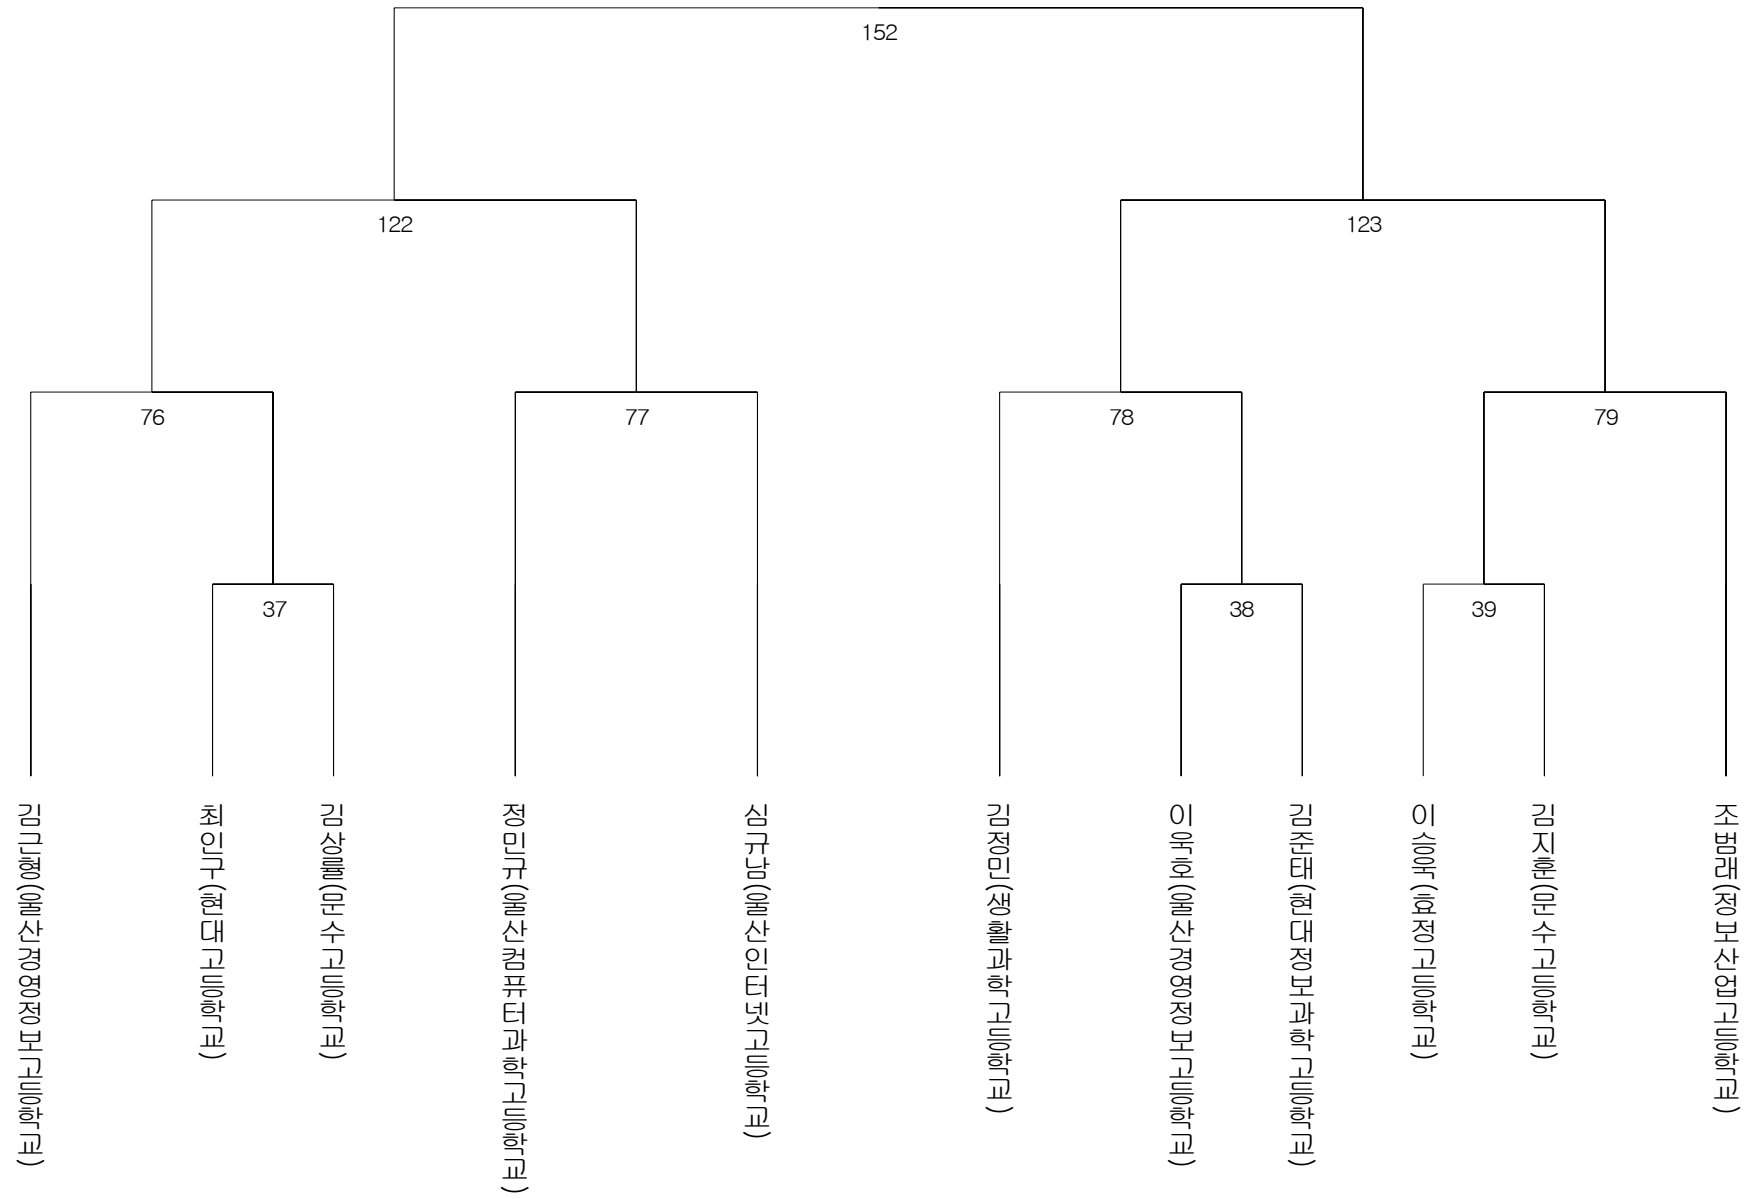 152
122
123
76
77
78
79
37
38
39
김근형(울산경영정보고등학교)
최인구(현대고등학교)
김상률(문수고등학교)
정민규(울산컴퓨터과학고등학교)
심규남(울산인터넷고등학교)
김정민(생활과학고등학교)
이욱호(울산경영정보고등학교)
김준태(현대정보과학고등학교)
이승욱(효정고등학교)
김지훈(문수고등학교)
조범래(정보산업고등학교)